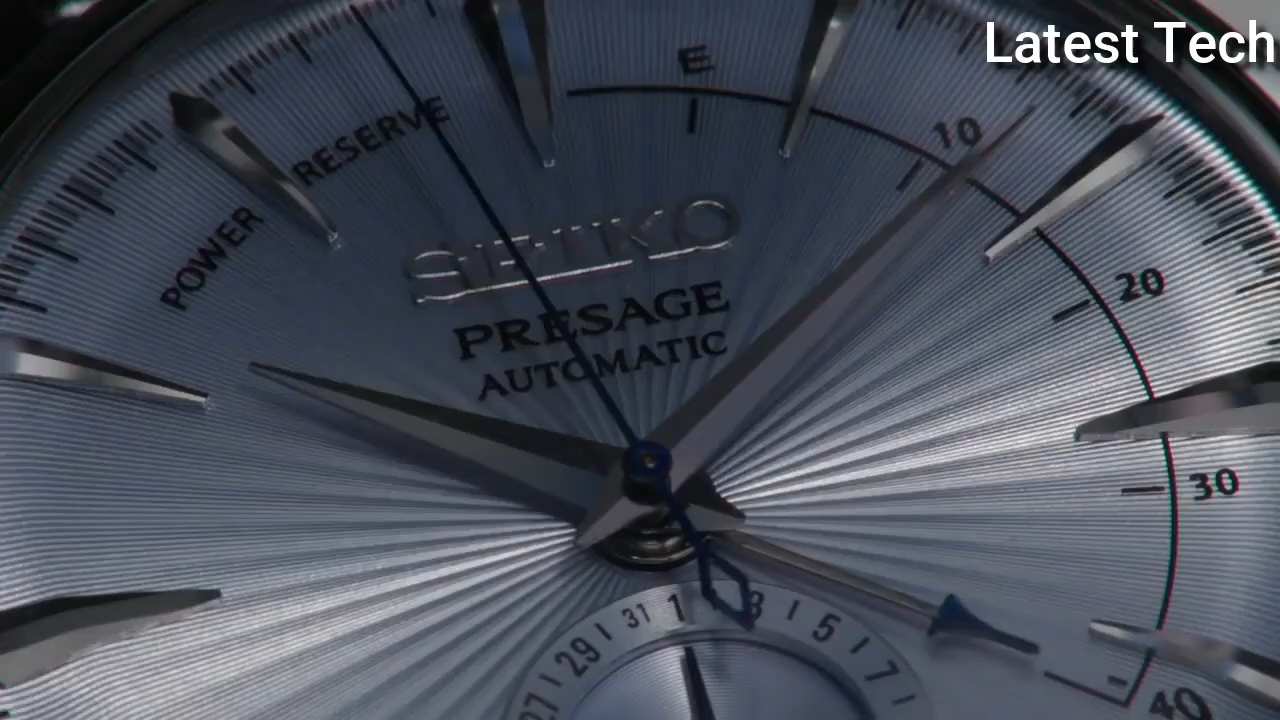 Latest Tech
E
10
20
30
40
POWER RESERVE
SEIKO
PRESAGE
AUTOMATIC
27 29 31 1 3 5 7